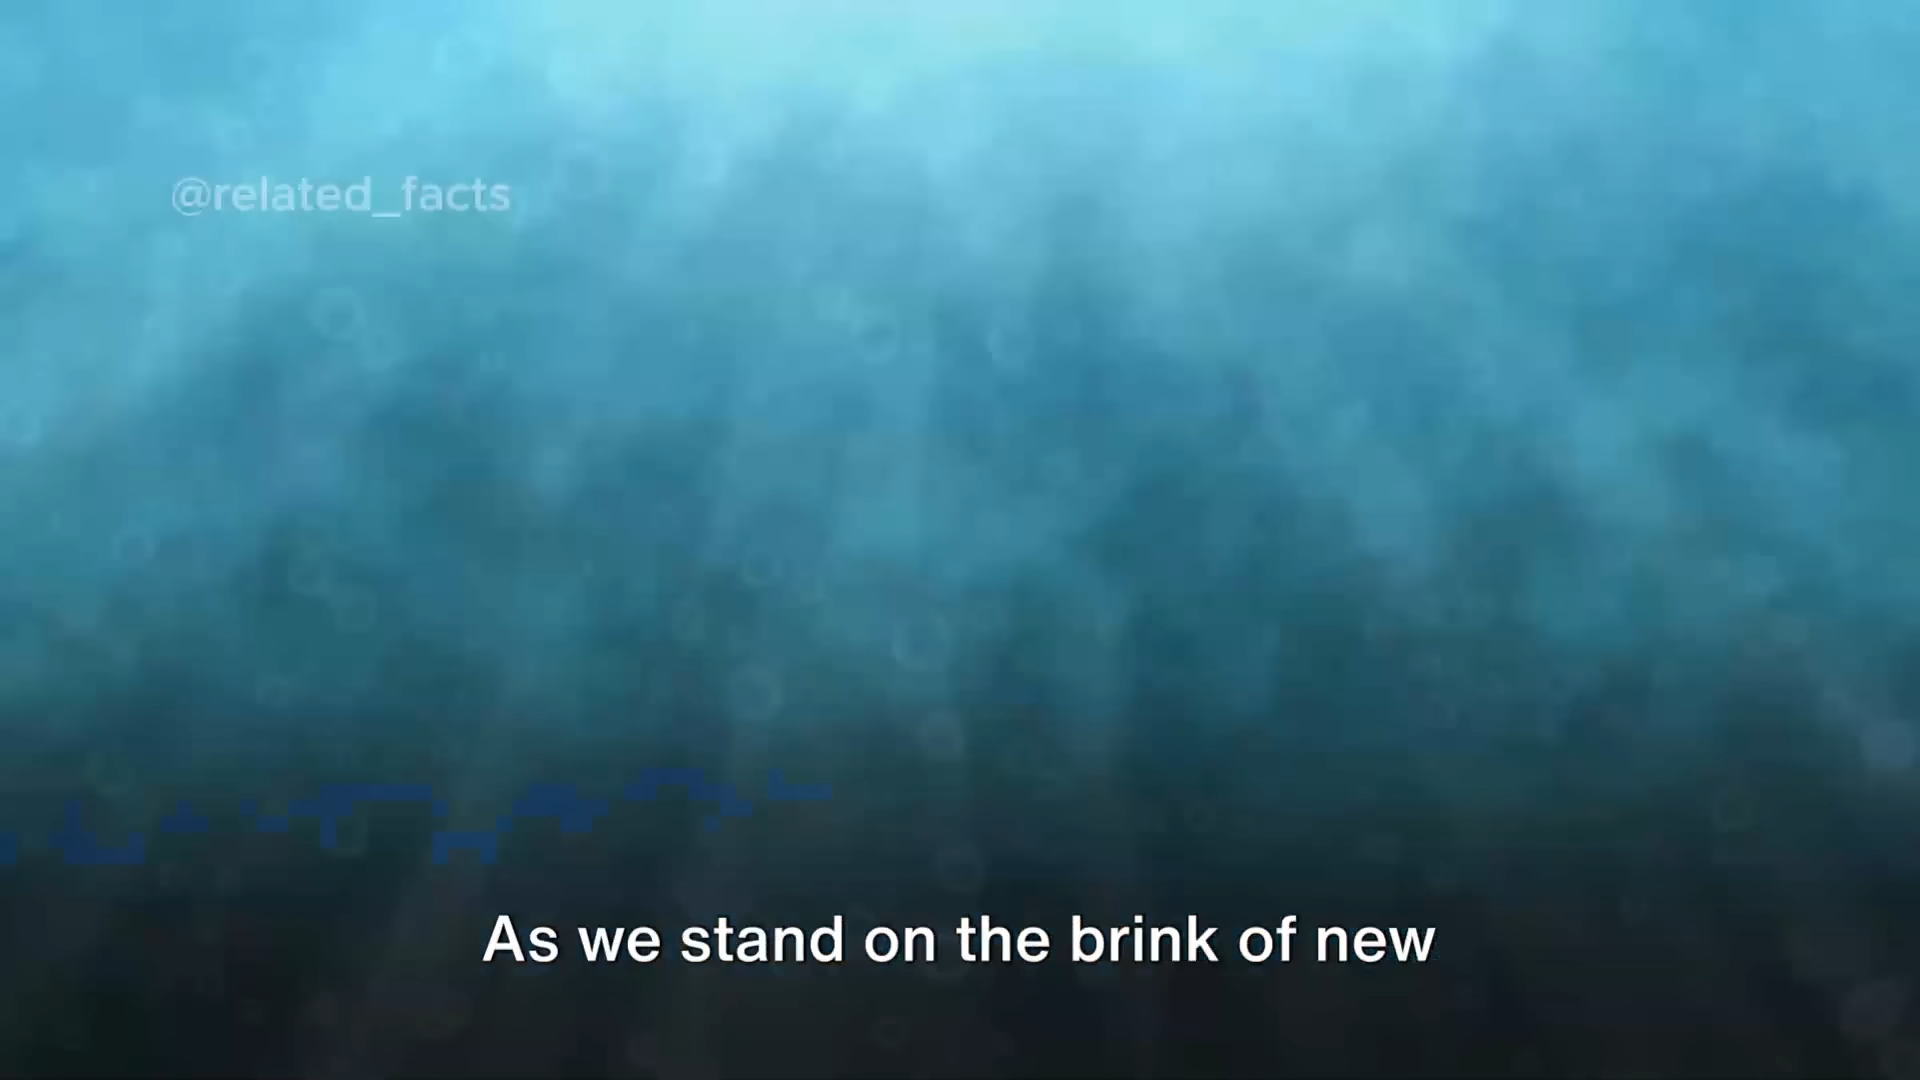 @related_facts
As we stand on the brink of new